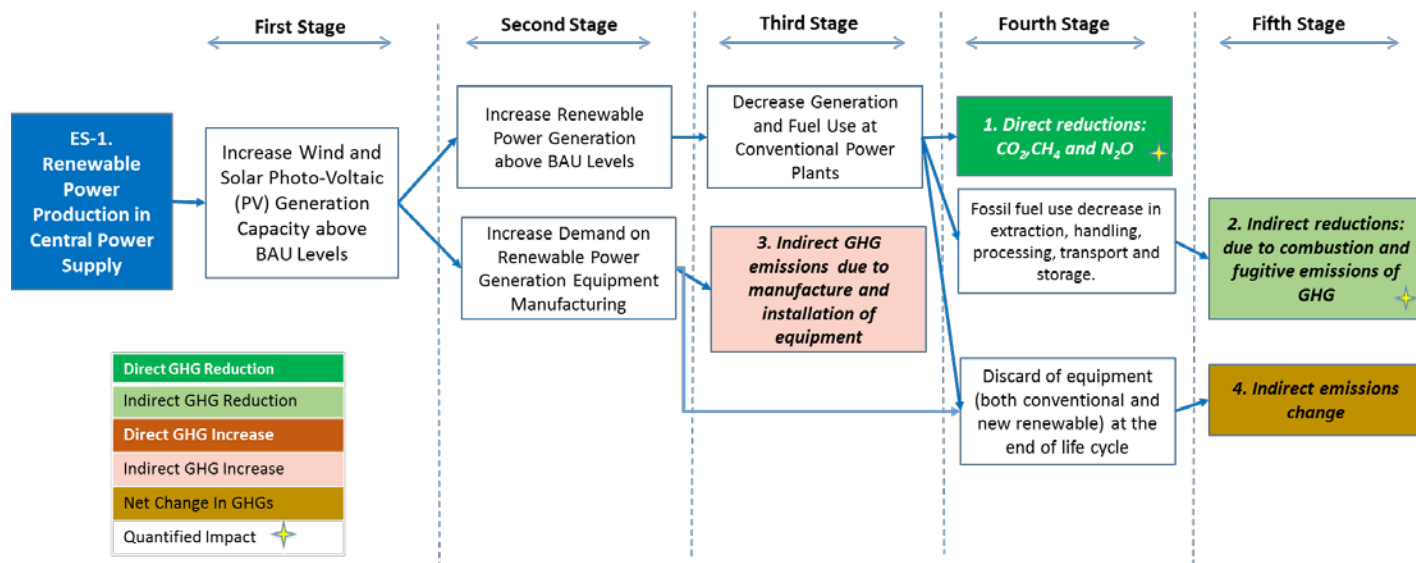 First Stage
Second Stage
Third Stage
Fourth Stage
Fifth Stage
ES-1.
Renewable
Power
Production in
Central Power
Supply
Increase Wind and
Solar Photo-Voltaic
(PV) Generation
Capacity above
BAU Levels
Increase Renewable
Power Generation
above BAU Levels
Increase Demand on
Renewable Power
Generation Equipment
Manufacturing
Decrease Generation
and Fuel Use at
Conventional Power
Plants
3. Indirect GHG
emissions due to
manufacture and
installation of
equipment
1. Direct reductions:
CO₂,CH₄ and N₂O
Fossil fuel use decrease in
extraction, handling,
processing, transport and
storage.
Discard of equipment
(both conventional and
new renewable) at the
end of life cycle
2. Indirect reductions:
due to combustion and
fugitive emissions of
GHG
4. Indirect emissions
change
Direct GHG Reduction
Indirect GHG Reduction
Direct GHG Increase
Indirect GHG Increase
Net Change In GHGs
Quantified Impact